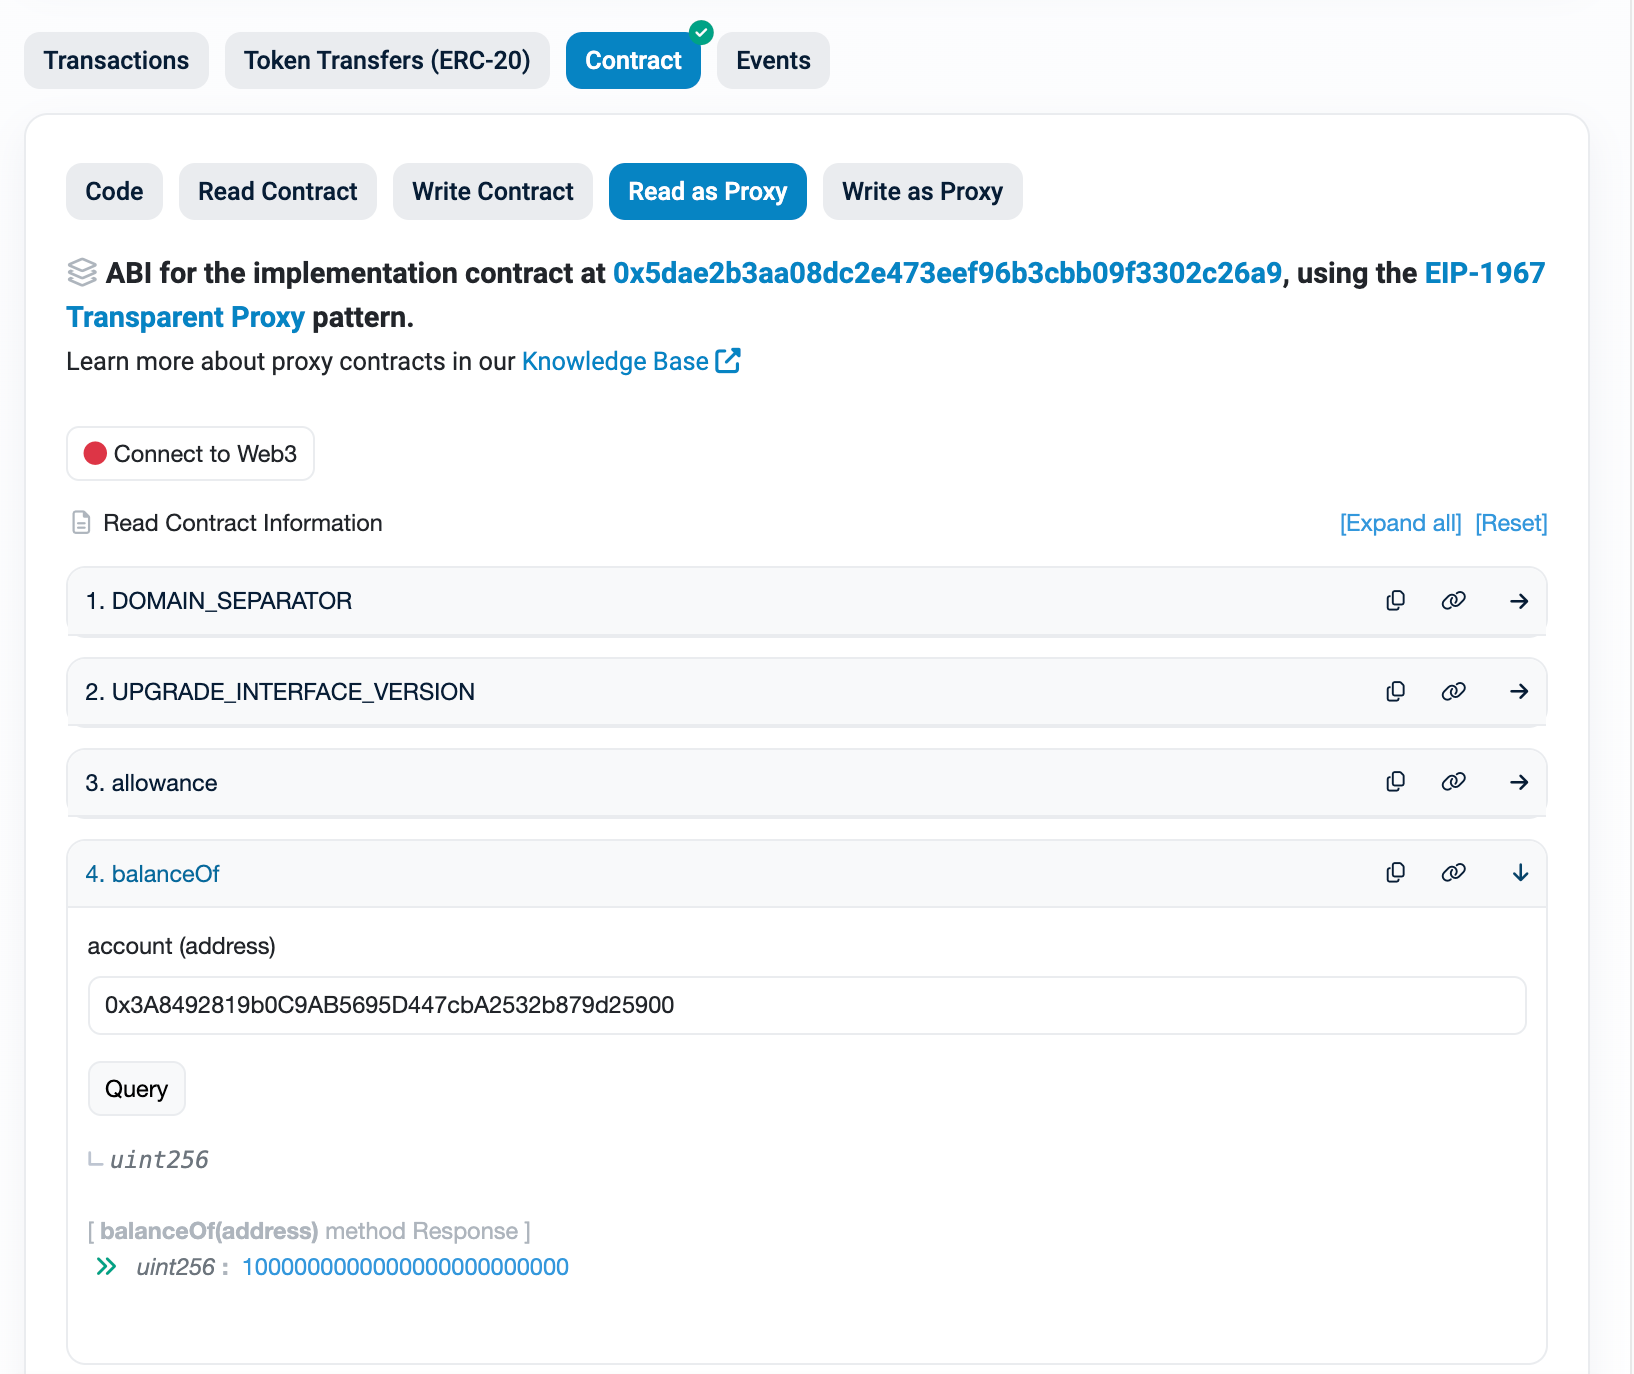 Transactions
Token Transfers (ERC-20)
Contract
Events
Code
Read Contract
Write Contract
Read as Proxy
Write as Proxy
ABI for the implementation contract at 0x5dae2b3aa08dc2e473eef96b3cbb09f3302c26a9, using the EIP-1967
Transparent Proxy pattern.
Learn more about proxy contracts in our Knowledge Base
Connect to Web3
Read Contract Information
[Expand all] [Reset]
1. DOMAIN_SEPARATOR
2. UPGRADE_INTERFACE_VERSION
3. allowance
4. balanceOf
account (address)
0x3A8492819b0C9AB5695D447cbA2532b879d25900
Query
uint256
[ balanceOf(address) method Response ]
uint256 : 1000000000000000000000000